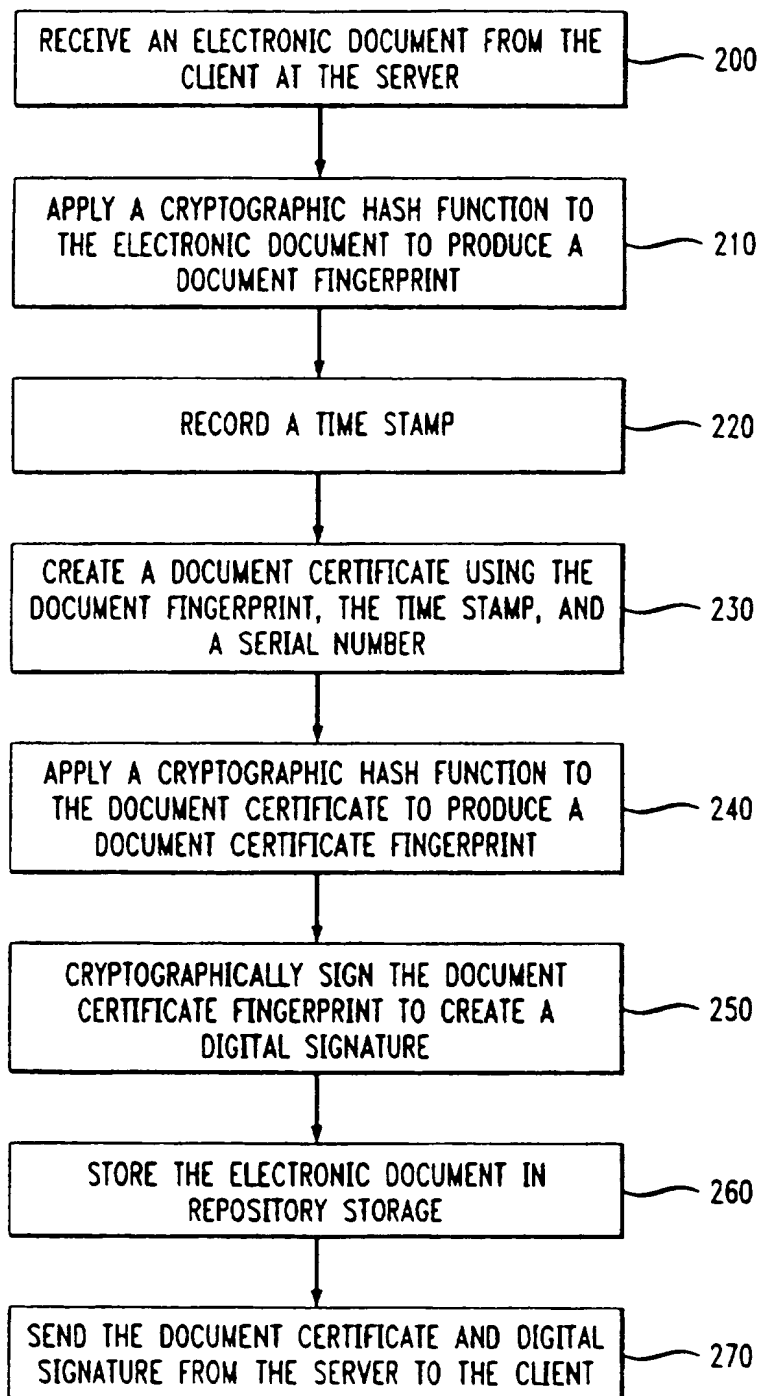 RECEIVE AN ELECTRONIC DOCUMENT FROM THE
CLIENT AT THE SERVER
200
APPLY A CRYPTOGRAPHIC HASH FUNCTION TO
THE ELECTRONIC DOCUMENT TO PRODUCE A
DOCUMENT FINGERPRINT
210
RECORD A TIME STAMP
220
CREATE A DOCUMENT CERTIFICATE USING THE
DOCUMENT FINGERPRINT, THE TIME STAMP, AND
A SERIAL NUMBER
230
APPLY A CRYPTOGRAPHIC HASH FUNCTION TO
THE DOCUMENT CERTIFICATE TO PRODUCE A
DOCUMENT CERTIFICATE FINGERPRINT
240
CRYPTOGRAPHICALLY SIGN THE DOCUMENT
CERTIFICATE FINGERPRINT TO CREATE A
DIGITAL SIGNATURE
250
STORE THE ELECTRONIC DOCUMENT IN
REPOSITORY STORAGE
260
SEND THE DOCUMENT CERTIFICATE AND DIGITAL
SIGNATURE FROM THE SERVER TO THE CLIENT
270